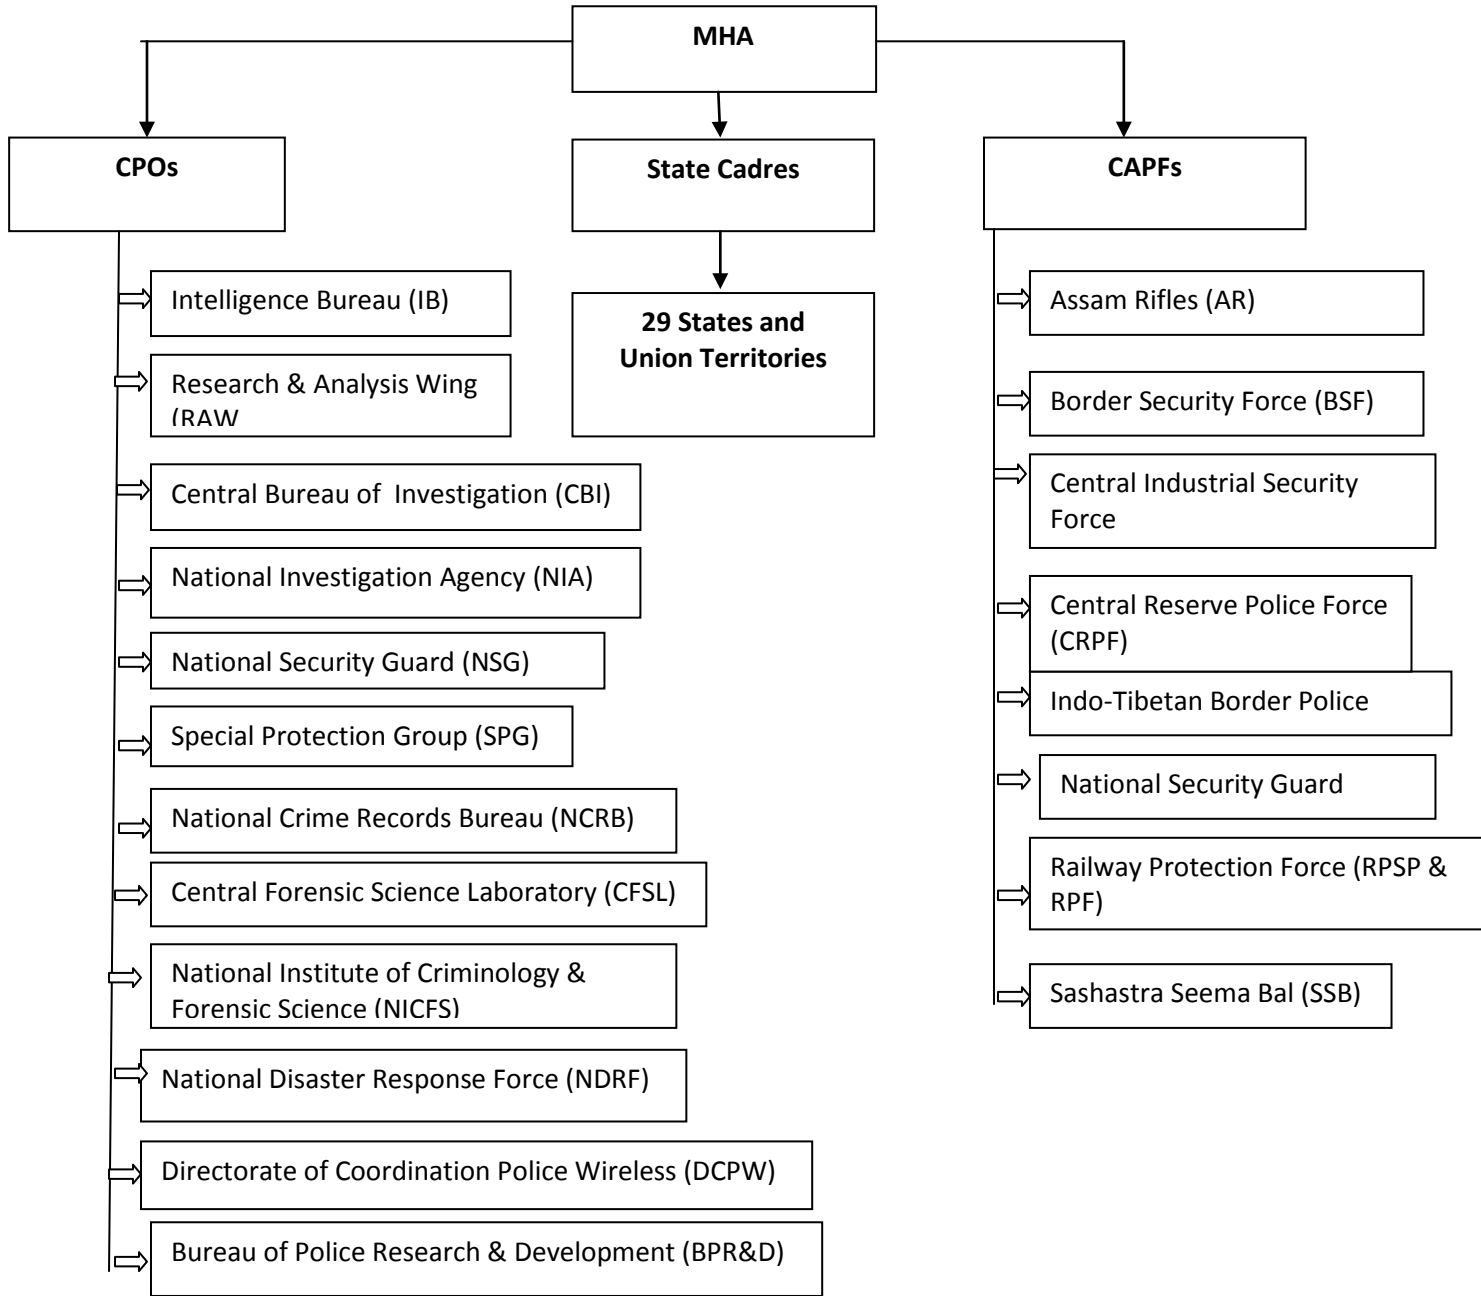 MHA
CPOs
State Cadres
CAPFs
Intelligence Bureau (IB)
Research & Analysis Wing
(RAW
Central Bureau of Investigation (CBI)
National Investigation Agency (NIA)
National Security Guard (NSG)
Special Protection Group (SPG)
National Crime Records Bureau (NCRB)
Central Forensic Science Laboratory (CFSL)
National Institute of Criminology &
Forensic Science (NICFS)
National Disaster Response Force (NDRF)
Directorate of Coordination Police Wireless (DCPW)
Bureau of Police Research & Development (BPR&D)
29 States and
Union Territories
Assam Rifles (AR)
Border Security Force (BSF)
Central Industrial Security
Force
Central Reserve Police Force
(CRPF)
Indo-Tibetan Border Police
National Security Guard
Railway Protection Force (RPSP &
RPF)
Sashastra Seema Bal (SSB)